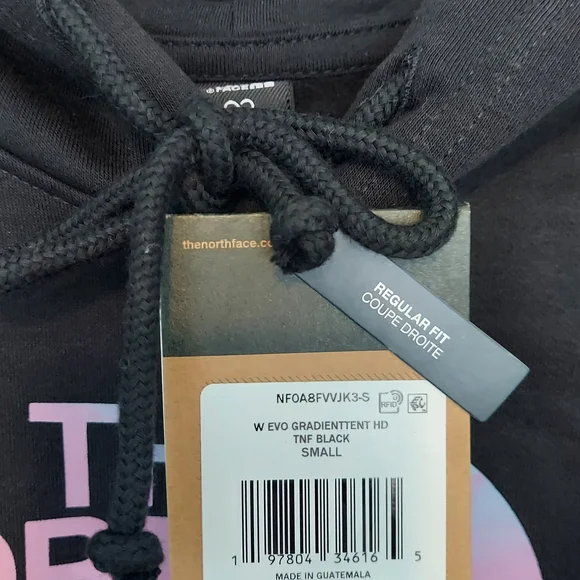 thenorthface.co
REGULAR FIT
COUPE DROITE
NF0A8FVVJK3-S
RFID
W EVO GRADIENTTENT HD
TNF BLACK
SMALL
1 97804 34616 5
MADE IN GUATEMALA